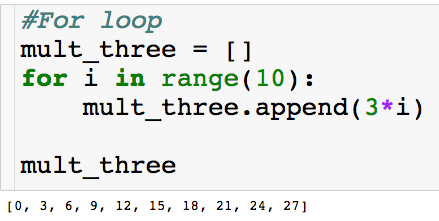 #For loop
mult_three = []
for i in range(10):
    mult_three.append(3*i)
mult_three
[0, 3, 6, 9, 12, 15, 18, 21, 24, 27]